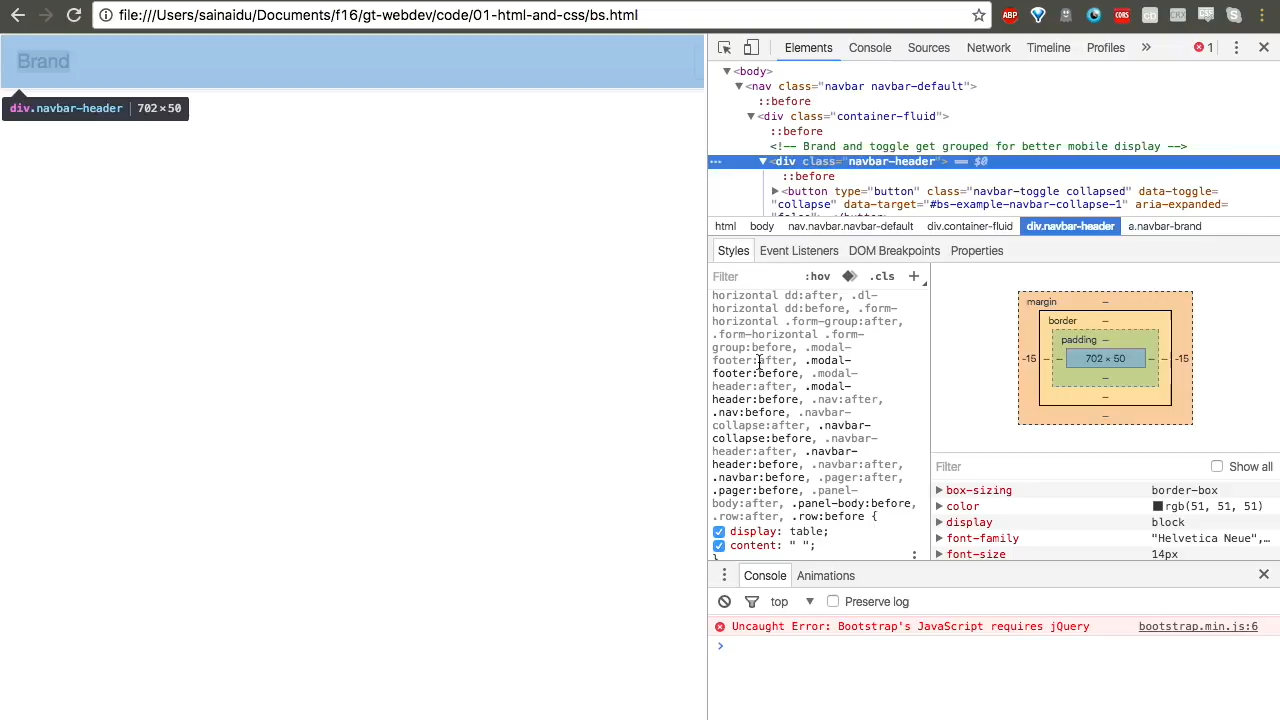 file:///Users/sainaidu/Documents/f16/gt-webdev/code/01-html-and-css/bs.html
ABP
CORS
Brand
div.navbar-header 702×50
Elements Console Sources Network Timeline Profiles » 1
▼<body>
▼<nav class="navbar navbar-default">
::before
▼<div class="container-fluid">
::before
<!-- Brand and toggle get grouped for better mobile display -->
… ▼<div class="navbar-header"> == $0
::before
▶<button type="button" class="navbar-toggle collapsed" data-toggle=
"collapse" data-target="#bs-example-navbar-collapse-1" aria-expanded=
"false">…</button>
html body nav.navbar.navbar-default div.container-fluid div.navbar-header a.navbar-brand
Styles Event Listeners DOM Breakpoints Properties
Filter :hov .cls +
horizontal dd:after, .dl-
horizontal dd:before, .form-
horizontal .form-group:after,
.form-horizontal .form-
group:before, .modal-
footer:after, .modal-
footer:before, .modal-
header:after, .modal-
header:before, .nav:after,
.nav:before, .navbar-
collapse:after, .navbar-
collapse:before, .navbar-
header:after, .navbar-
header:before, .navbar:after,
.navbar:before, .pager:after,
.pager:before, .panel-
body:after, .panel-body:before,
.row:after, .row:before {
display: table;
content: " ";
}
margin –
border –
padding –
-15 – – 702 × 50 – – -15
–
–
–
Filter Show all
box-sizing border-box
color rgb(51, 51, 51)
display block
font-family "Helvetica Neue",…
font-size 14px
Console Animations
top ▼ Preserve log
Uncaught Error: Bootstrap's JavaScript requires jQuery bootstrap.min.js:6
>